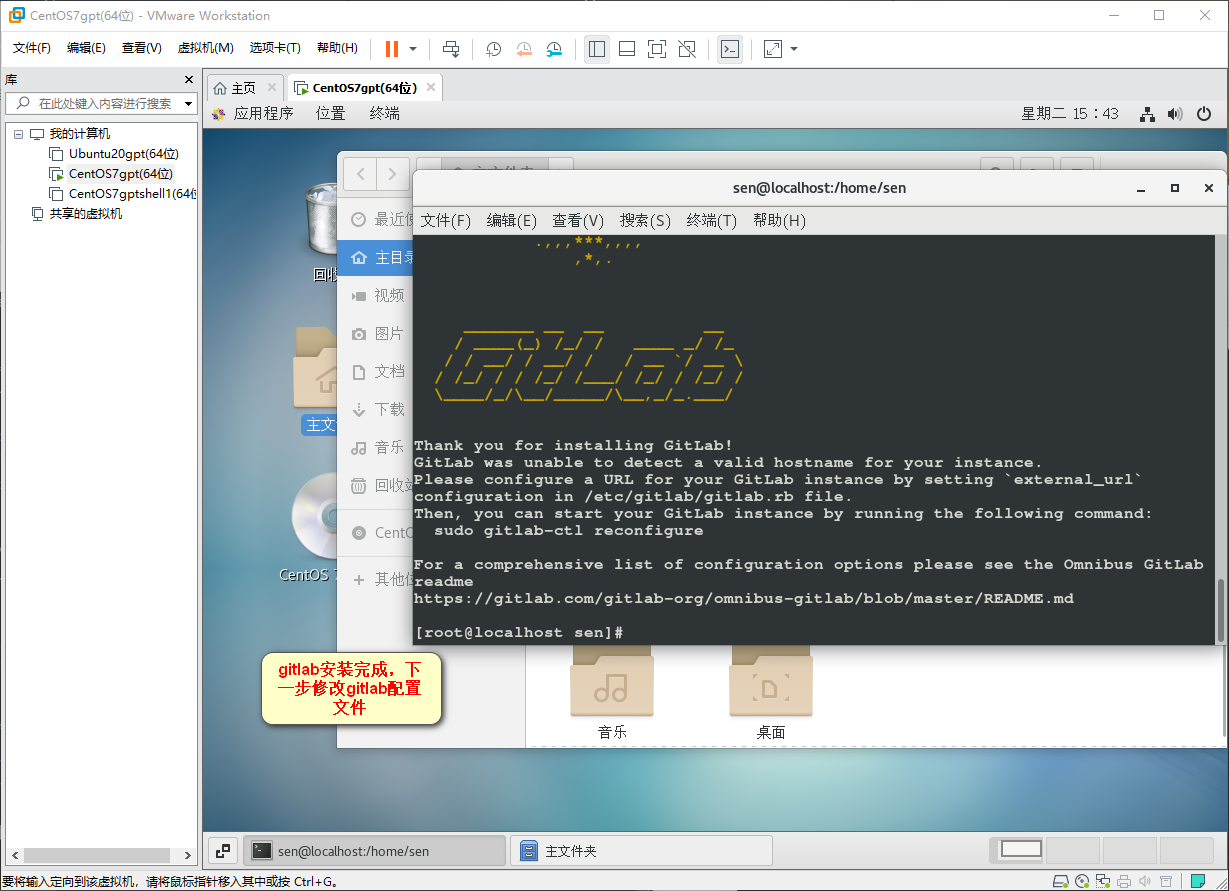 CentOS7gpt(64位) - VMware Workstation
文件(F) 编辑(E) 查看(V) 虚拟机(M) 选项卡(T) 帮助(H)
库
在此处键入内容进行搜索
主页
CentOS7gpt(64位)
应用程序 位置 终端
星期二 15：43
我的计算机
Ubuntu20gpt(64位)
CentOS7gpt(64位)
CentOS7gptshell1(64位
共享的虚拟机
sen@localhost:/home/sen
文件(F) 编辑(E) 查看(V) 搜索(S) 终端(T) 帮助(H)
最近使
主目录
视频
图片
文档
下载
音乐
回收站
CentO
其他位
回收
主文
CentOS 7
GitLab
Thank you for installing GitLab!
GitLab was unable to detect a valid hostname for your instance.
Please configure a URL for your GitLab instance by setting `external_url`
configuration in /etc/gitlab/gitlab.rb file.
Then, you can start your GitLab instance by running the following command:
sudo gitlab-ctl reconfigure
For a comprehensive list of configuration options please see the Omnibus GitLab
readme
https://gitlab.com/gitlab-org/omnibus-gitlab/blob/master/README.md
[root@localhost sen]#
gitlab安装完成，下
一步修改gitlab配置
文件
音乐
桌面
sen@localhost:/home/sen
主文件夹
要将输入定向到该虚拟机，请将鼠标指针移入其中或按 Ctrl+G。